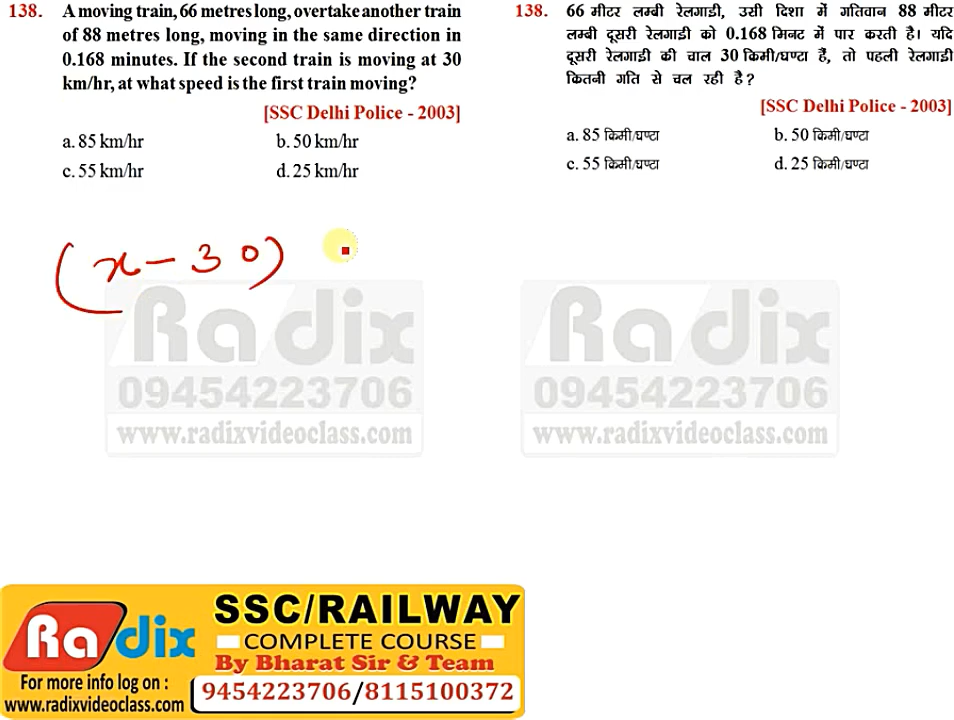 138. A moving train, 66 metres long, overtake another train
of 88 metres long, moving in the same direction in
0.168 minutes. If the second train is moving at 30
km/hr, at what speed is the first train moving?
[SSC Delhi Police - 2003]
a. 85 km/hr b. 50 km/hr
c. 55 km/hr d. 25 km/hr
138. 66 मीटर लम्बी रेलगाडी, उसी दिशा में गतिवान 88 मीटर
लम्बी दूसरी रेलगाडी को 0.168 मिनट में पार करती है। यदि
दूसरी रेलगाडी की चाल 30 किमी/घण्टा हैं, तो पहली रेलगाडी
कितनी गति से चल रही है?
[SSC Delhi Police - 2003]
a. 85 किमी/घण्टा b. 50 किमी/घण्टा
c. 55 किमी/घण्टा d. 25 किमी/घण्टा
(x - 30)
Radix
09454223706
www.radixvideoclass.com
Radix
09454223706
www.radixvideoclass.com
Radix
For more info log on :
www.radixvideoclass.com
SSC/RAILWAY
COMPLETE COURSE
By Bharat Sir & Team
9454223706/8115100372